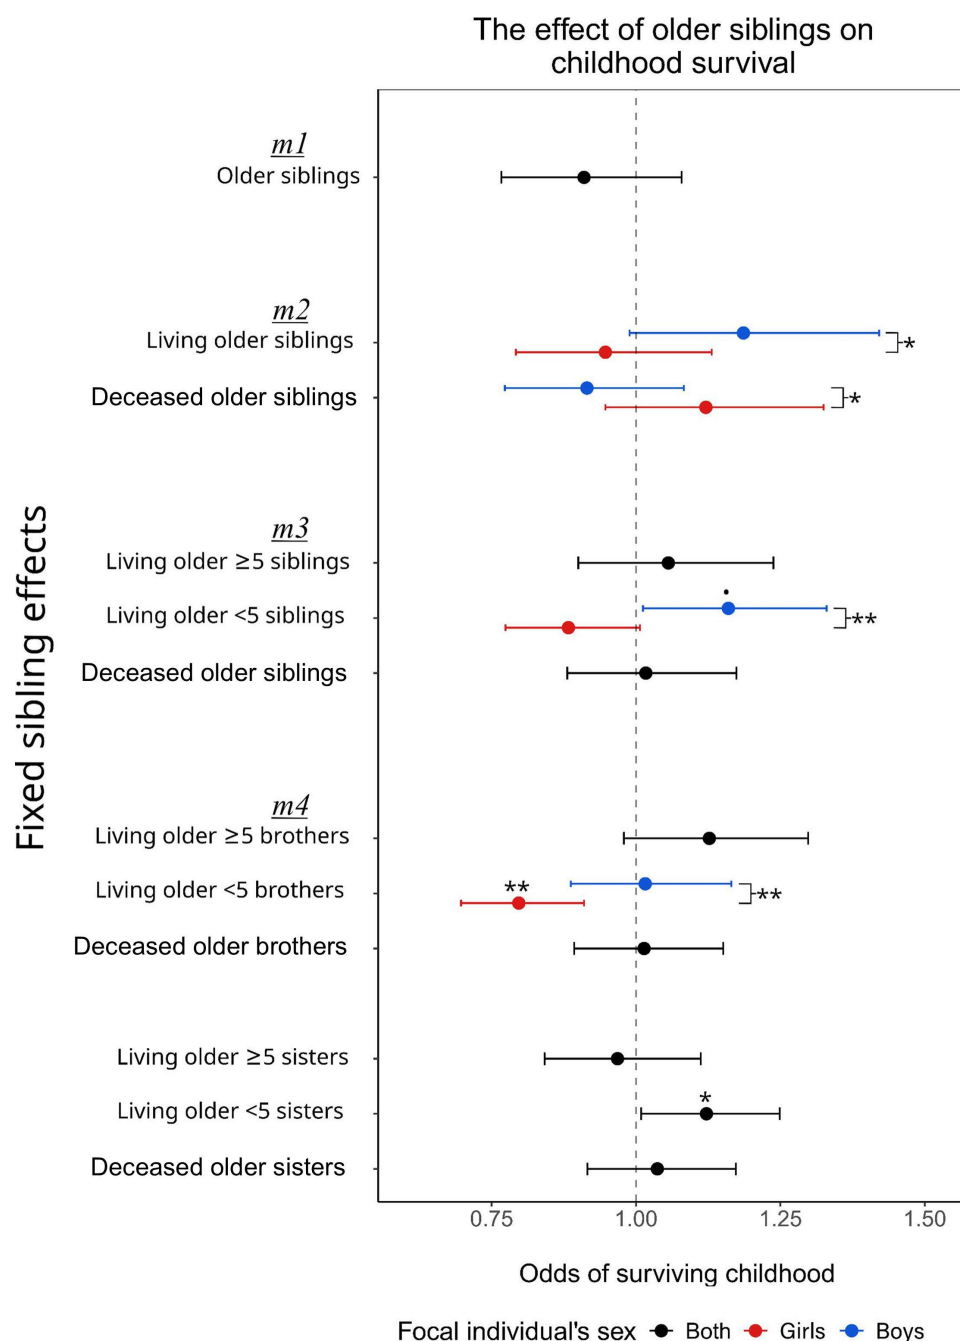 The effect of older siblings on
childhood survival
m1
Older siblings
m2
Living older siblings
*
Deceased older siblings
*
Fixed sibling effects
m3
Living older ≥5 siblings
•
Living older <5 siblings
**
Deceased older siblings
m4
Living older ≥5 brothers
**
Living older <5 brothers
**
Deceased older brothers
Living older ≥5 sisters
*
Living older <5 sisters
Deceased older sisters
0.75 1.00 1.25 1.50
Odds of surviving childhood
Focal individual's sex Both Girls Boys